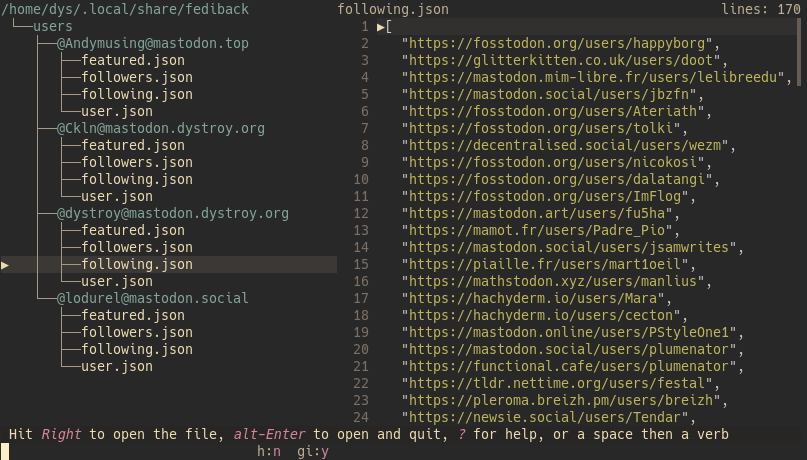 /home/dys/.local/share/fediback
users
@Andymusing@mastodon.top
featured.json
followers.json
following.json
user.json
@Ckln@mastodon.dystroy.org
featured.json
followers.json
following.json
user.json
@dystroy@mastodon.dystroy.org
featured.json
followers.json
following.json
user.json
@lodurel@mastodon.social
featured.json
followers.json
following.json
user.json
following.json lines: 170
1 ▶[
2 "https://fosstodon.org/users/happyborg",
3 "https://glitterkitten.co.uk/users/doot",
4 "https://mastodon.mim-libre.fr/users/lelibreedu",
5 "https://mastodon.social/users/jbzfn",
6 "https://fosstodon.org/users/Ateriath",
7 "https://fosstodon.org/users/tolki",
8 "https://decentralised.social/users/wezm",
9 "https://fosstodon.org/users/nicokosi",
10 "https://fosstodon.org/users/dalatangi",
11 "https://fosstodon.org/users/ImFlog",
12 "https://mastodon.art/users/fu5ha",
13 "https://mamot.fr/users/Padre_Pio",
14 "https://mastodon.social/users/jsamwrites",
15 "https://piaille.fr/users/mart1oeil",
16 "https://mathstodon.xyz/users/manlius",
17 "https://hachyderm.io/users/Mara",
18 "https://hachyderm.io/users/cecton",
19 "https://mastodon.online/users/PStyleOne1",
20 "https://mastodon.social/users/plumenator",
21 "https://functional.cafe/users/plumenator",
22 "https://tldr.nettime.org/users/festal",
23 "https://pleroma.breizh.pm/users/breizh",
24 "https://newsie.social/users/Tendar",
Hit Right to open the file, alt-Enter to open and quit, ? for help, or a space then a verb
h:n gi:y